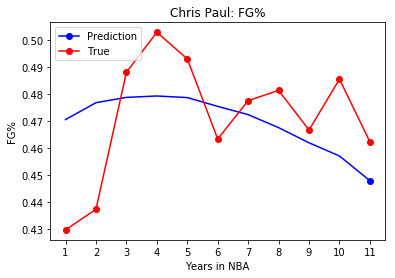 Chris Paul: FG%
Prediction
True
FG%
0.50
0.49
0.48
0.47
0.46
0.45
0.44
0.43
1 2 3 4 5 6 7 8 9 10 11
Years in NBA